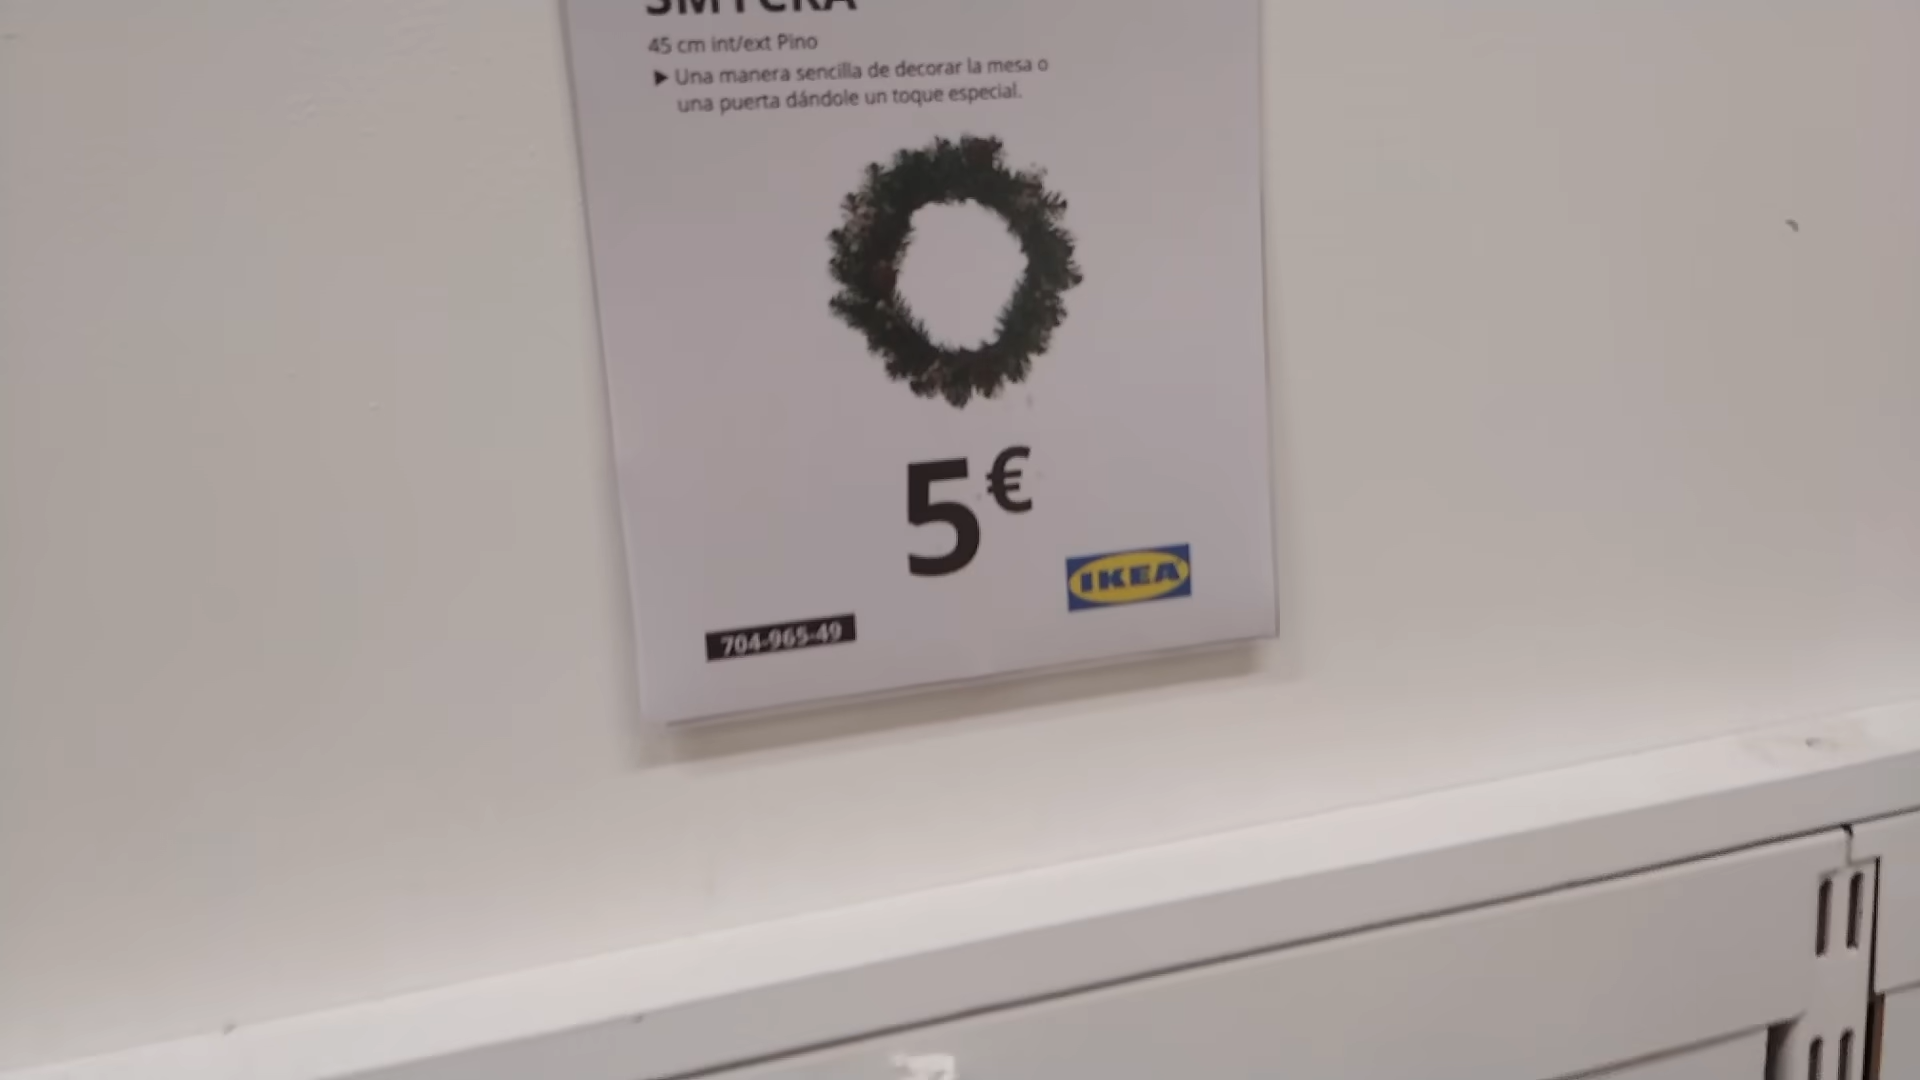 SMYCKA
45 cm int/ext Pino
▶ Una manera sencilla de decorar la mesa o
una puerta dándole un toque especial.
5€
IKEA
704-965-49